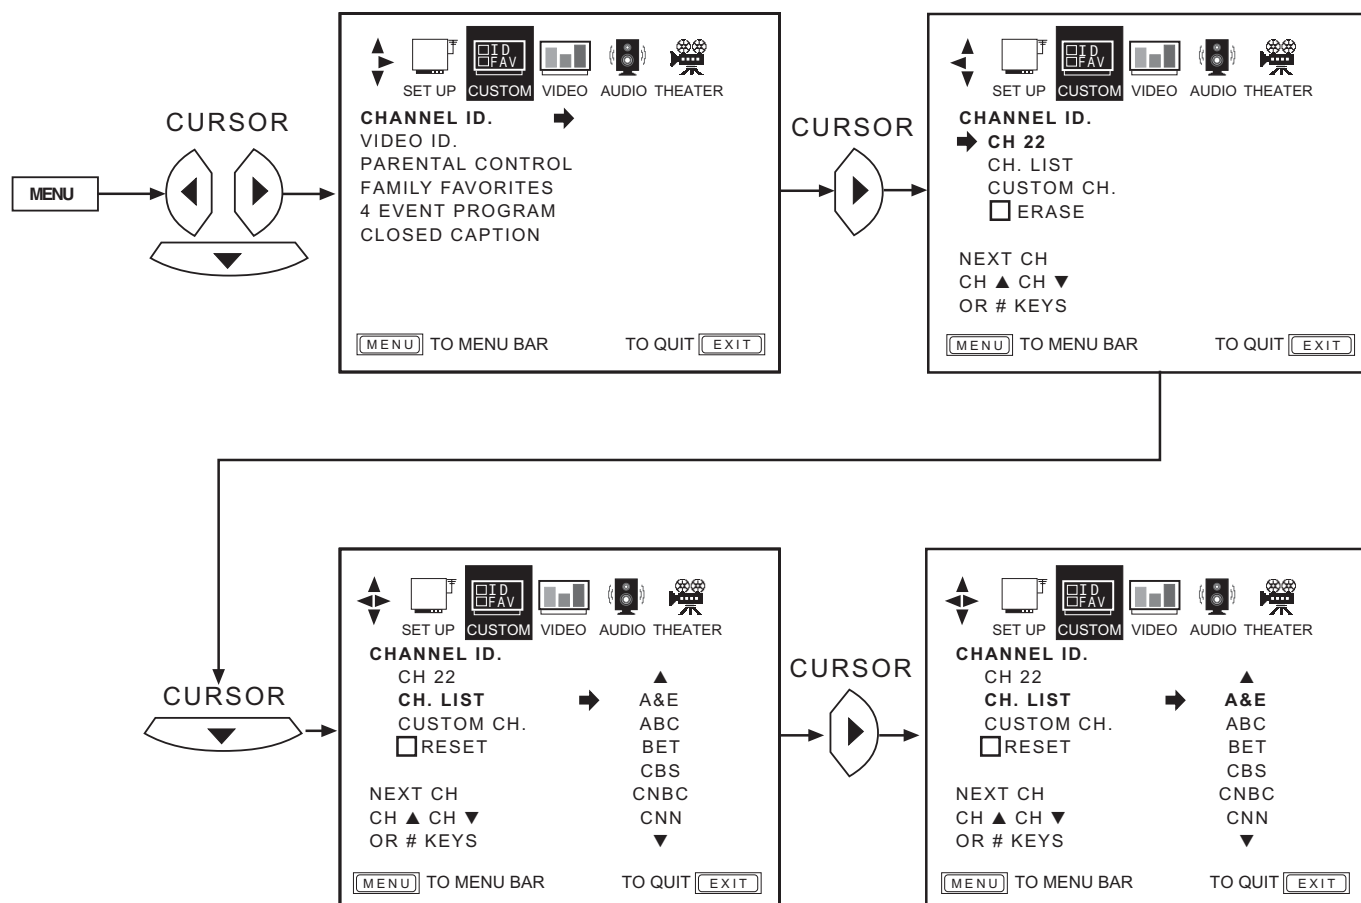 MENU
CURSOR
ID
FAV
SET UP CUSTOM VIDEO AUDIO THEATER
CHANNEL ID.
VIDEO ID.
PARENTAL CONTROL
FAMILY FAVORITES
4 EVENT PROGRAM
CLOSED CAPTION
MENU TO MENU BAR TO QUIT EXIT
CURSOR
ID
FAV
SET UP CUSTOM VIDEO AUDIO THEATER
CHANNEL ID.
CH 22
CH. LIST
CUSTOM CH.
ERASE
NEXT CH
CH ▲ CH ▼
OR # KEYS
MENU TO MENU BAR TO QUIT EXIT
CURSOR
ID
FAV
SET UP CUSTOM VIDEO AUDIO THEATER
CHANNEL ID.
CH 22
CH. LIST A&E
CUSTOM CH. ABC
RESET BET
CBS
NEXT CH CNBC
CH ▲ CH ▼ CNN
OR # KEYS
MENU TO MENU BAR TO QUIT EXIT
CURSOR
ID
FAV
SET UP CUSTOM VIDEO AUDIO THEATER
CHANNEL ID.
CH 22
CH. LIST A&E
CUSTOM CH. ABC
RESET BET
CBS
NEXT CH CNBC
CH ▲ CH ▼ CNN
OR # KEYS
MENU TO MENU BAR TO QUIT EXIT